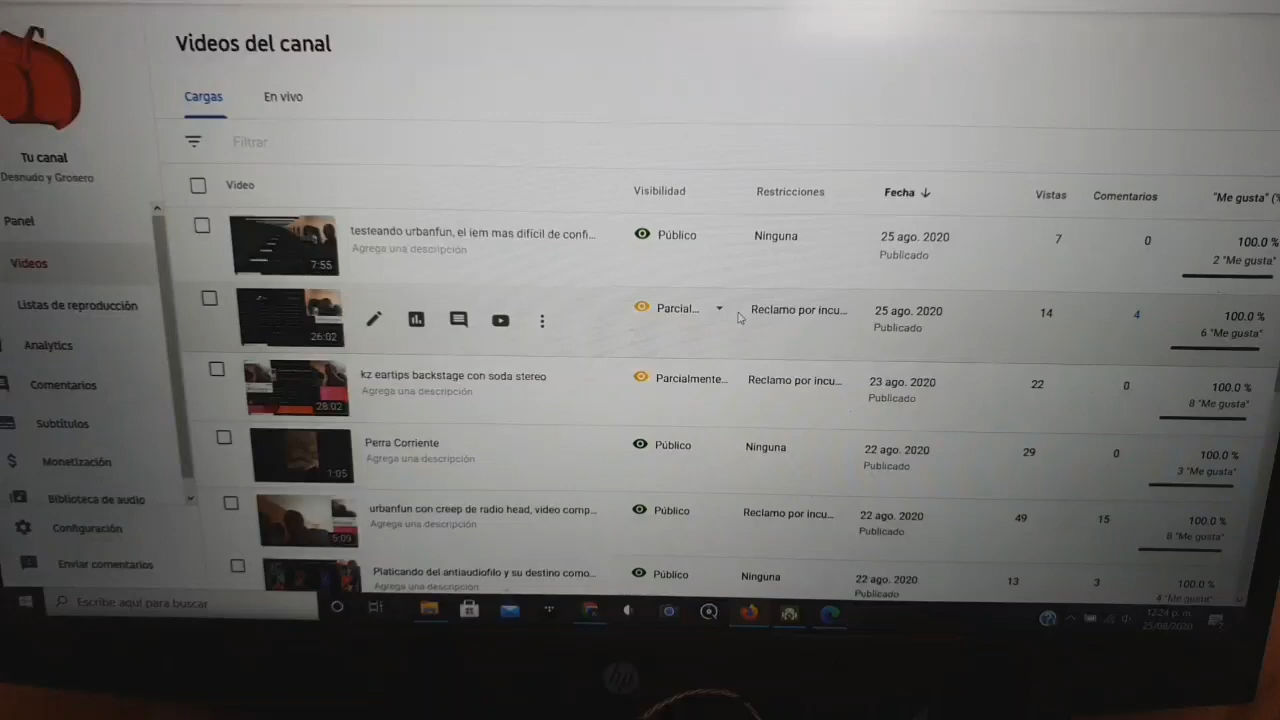 Videos del canal
Cargas En vivo
Filtrar
Tu canal
Desnudo y Grosero
Panel
Videos
Listas de reproducción
Analytics
Comentarios
Subtítulos
Monetización
Biblioteca de audio
Configuración
Enviar comentarios
Video Visibilidad Restricciones Fecha Vistas Comentarios "Me gusta" (%
testeando urbanfun, el iem mas dificil de confi... Público Ninguna 25 ago. 2020 7 0 100.0 %
7:55 Agrega una descripción Publicado 2 "Me gusta"
26:02 Parcial... Reclamo por incu... 25 ago. 2020 14 4 100.0 %
Publicado 6 "Me gusta"
kz eartips backstage con soda stereo Parcialmente... Reclamo por incu... 23 ago. 2020 22 0 100.0 %
28:02 Agrega una descripción Publicado 8 "Me gusta"
Perra Corriente Público Ninguna 22 ago. 2020 29 0 100.0 %
1:05 Agrega una descripción Publicado 3 "Me gusta"
urbanfun con creep de radio head, video comp... Público Reclamo por incu... 22 ago. 2020 49 15 100.0 %
5:09 Agrega una descripción Publicado 8 "Me gusta"
Platicando del antiaudiofilo y su destino como... Público Ninguna 22 ago. 2020 13 3 100.0 %
Agrega una descripción Publicado 4 "Me gusta"
Escribe aquí para buscar
12:24 p. m.
25/08/2020
hp